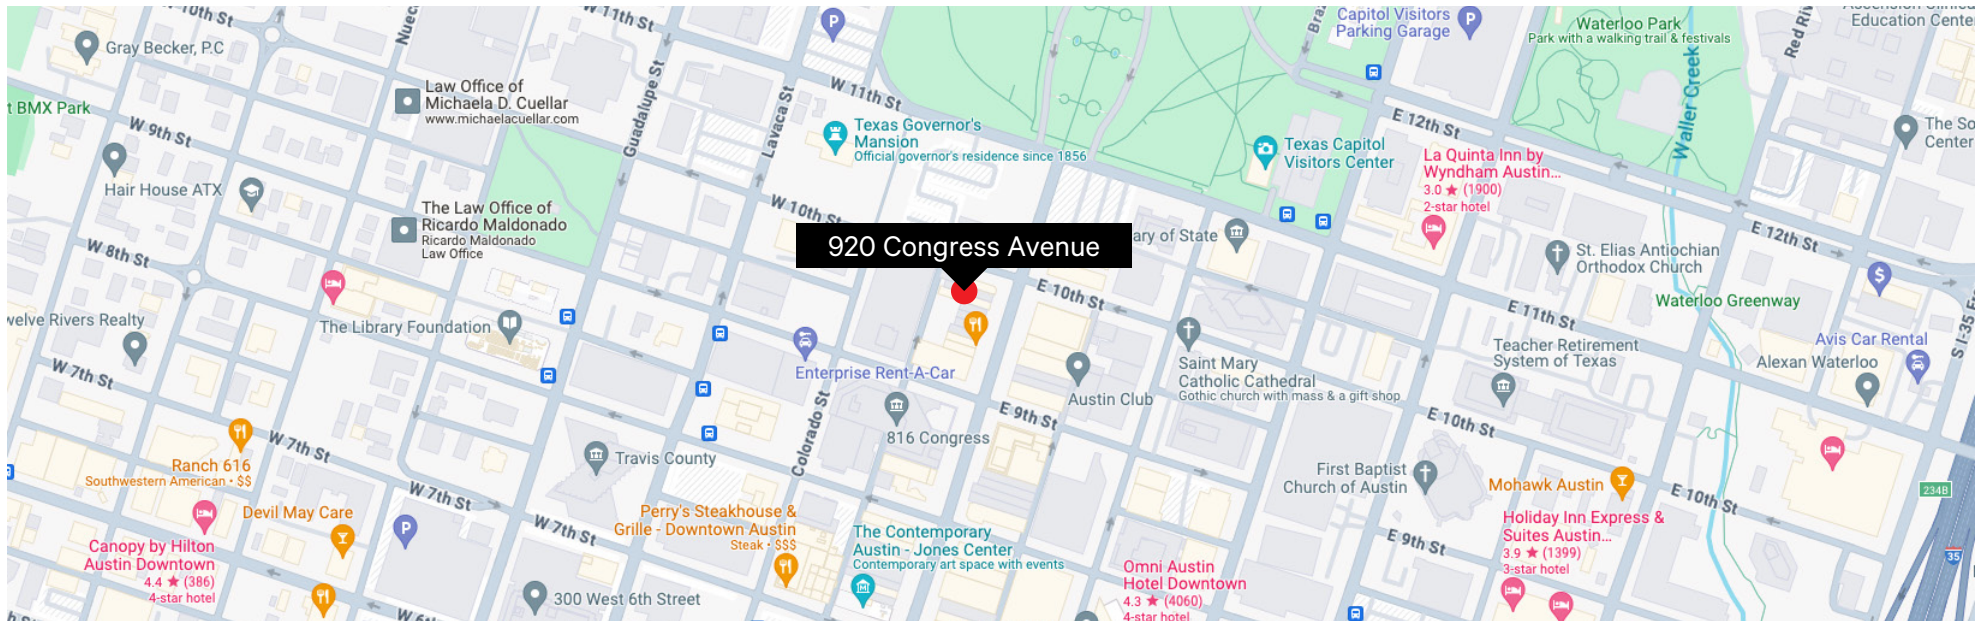 W 10th St
W 11th St
Capitol Visitors
Parking Garage
P
P
Waterloo Park
Park with a walking trail & festivals
Education Cente
Gray Becker, P.C
Law Office of
Michaela D. Cuellar
www.michaelacuellar.com
t BMX Park
W 9th St
Guadalupe St
Lavaca St
W 11th St
Texas Governor's
Mansion
Official governor's residence since 1856
Texas Capitol
Visitors Center
E 12th St
Waller Creek
The So
Center
La Quinta Inn by
Wyndham Austin...
3.0 ★ (1900)
2-star hotel
Hair House ATX
The Law Office of
Ricardo Maldonado
Ricardo Maldonado
Law Office
W 10th St
W 8th St
920 Congress Avenue
ary of State
St. Elias Antiochian
Orthodox Church
E 12th St
Waterloo Greenway
E 10th St
E 11th St
welve Rivers Realty
The Library Foundation
Enterprise Rent-A-Car
Saint Mary
Catholic Cathedral
Gothic church with mass & a gift shop
Teacher Retirement
System of Texas
Avis Car Rental
Alexan Waterloo
S I-35 F
W 7th St
Austin Club
E 9th St
E 10th St
Colorado St
816 Congress
Travis County
W 7th St
Ranch 616
Southwestern American • $$
First Baptist
Church of Austin
Mohawk Austin
E 10th St
234B
W 7th St
Devil May Care
P
W 7th St
Perry's Steakhouse &
Grille - Downtown Austin
Steak • $$$
The Contemporary
Austin - Jones Center
Contemporary art space with events
E 9th St
Holiday Inn Express &
Suites Austin...
3.9 ★ (1399)
3-star hotel
35
Canopy by Hilton
Austin Downtown
4.4 ★ (386)
4-star hotel
Omni Austin
Hotel Downtown
4.3 ★ (4060)
4-star hotel
300 West 6th Street
W 6th